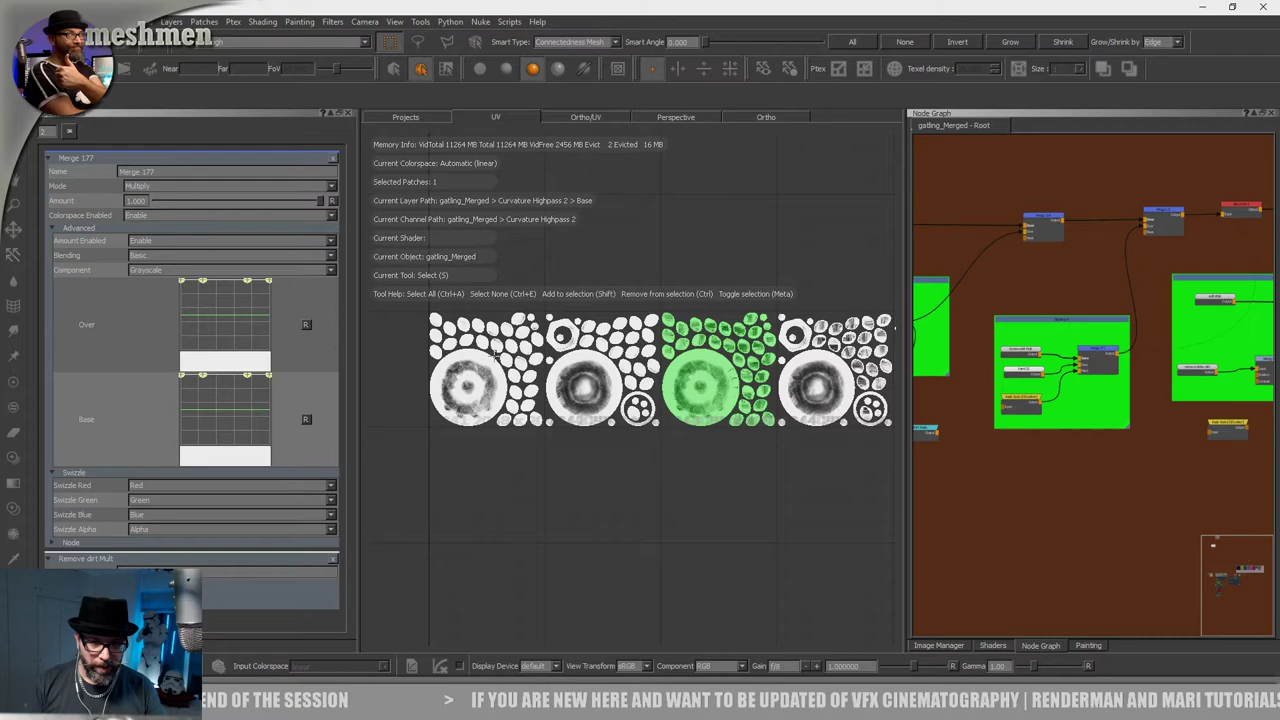 meshmen
Layers Patches Ptex Shading Painting Filters Camera View Tools Python Nuke Scripts Help
Smart Type: Connectedness Mesh Smart Angle 0.000 All None Invert Grow Shrink Grow/Shrink by Edge
Near Far FoV Ptex Texel density: Size: 1
Projects UV Ortho/UV Perspective Ortho
Node Graph
gatling_Merged - Root
2
Merge 177
Name Merge 177
Mode Multiply
Amount 1.000 R
Colorspace Enabled Enable
Advanced
Amount Enabled Enable
Blending Basic
Component Grayscale
Over R
Base R
Swizzle
Swizzle Red Red
Swizzle Green Green
Swizzle Blue Blue
Swizzle Alpha Alpha
Node
Remove dirt Mult
Memory Info: VidTotal 11264 MB Total 11264 MB VidFree 2456 MB Evict 2 Evicted 16 MB
Current Colorspace: Automatic (linear)
Selected Patches: 1
Current Layer Path: gatling_Merged > Curvature Highpass 2 > Base
Current Channel Path: gatling_Merged > Curvature Highpass 2
Current Shader:
Current Object: gatling_Merged
Current Tool: Select (S)
Tool Help: Select All (Ctrl+A) Select None (Ctrl+E) Add to selection (Shift) Remove from selection (Ctrl) Toggle selection (Meta)
Image Manager Shaders Node Graph Painting
Input Colorspace linear Display Device default View Transform sRGB Component RGB Gain f/8 1.000000 R Gamma 1.00 R
END OF THE SESSION > IF YOU ARE NEW HERE AND WANT TO BE UPDATED OF VFX CINEMATOGRAPHY | RENDERMAN AND MARI TUTORIALS